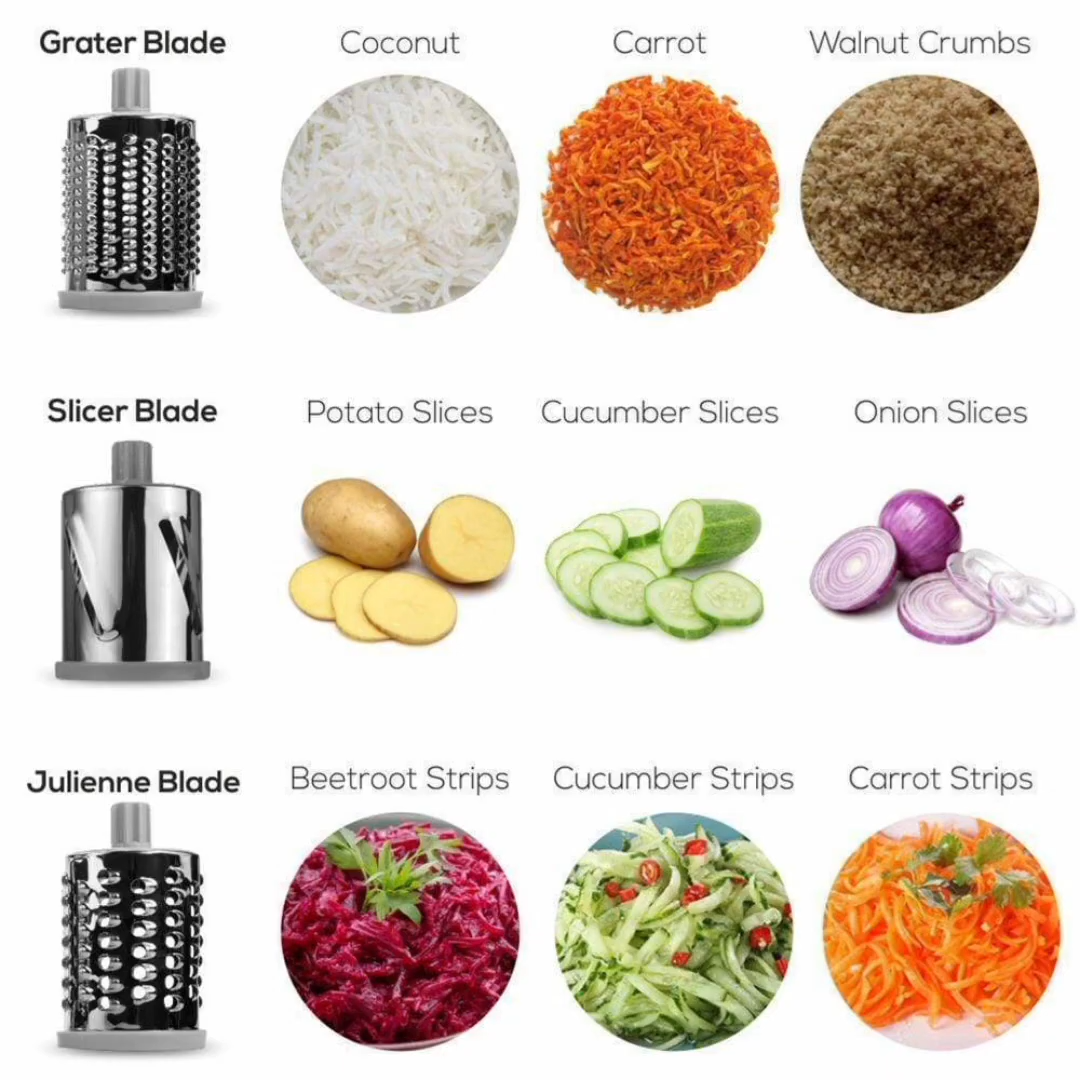 Grater Blade Coconut Carrot Walnut Crumbs
Slicer Blade Potato Slices Cucumber Slices Onion Slices
Julienne Blade Beetroot Strips Cucumber Strips Carrot Strips